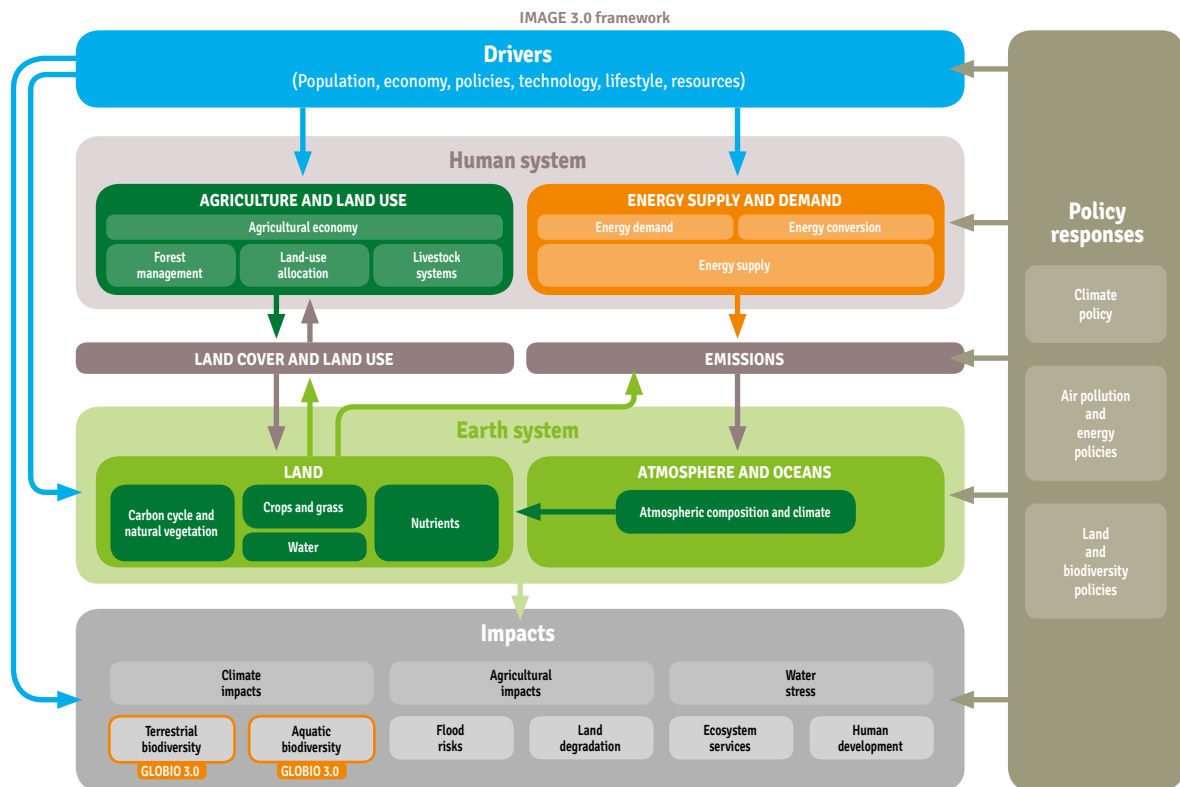 IMAGE 3.0 framework
Drivers
(Population, economy, policies, technology, lifestyle, resources)
Human system
AGRICULTURE AND LAND USE
Agricultural economy
Forest
management
Land-use
allocation
Livestock
systems
ENERGY SUPPLY AND DEMAND
Energy demand
Energy conversion
Energy supply
LAND COVER AND LAND USE
EMISSIONS
Earth system
LAND
Carbon cycle and
natural vegetation
Crops and grass
Water
Nutrients
ATMOSPHERE AND OCEANS
Atmospheric composition and climate
Impacts
Climate
impacts
Agricultural
impacts
Water
stress
Terrestrial
biodiversity
GLOBIO 3.0
Aquatic
biodiversity
GLOBIO 3.0
Flood
risks
Land
degradation
Ecosystem
services
Human
development
Policy
responses
Climate
policy
Air pollution
and
energy
policies
Land
and
biodiversity
policies